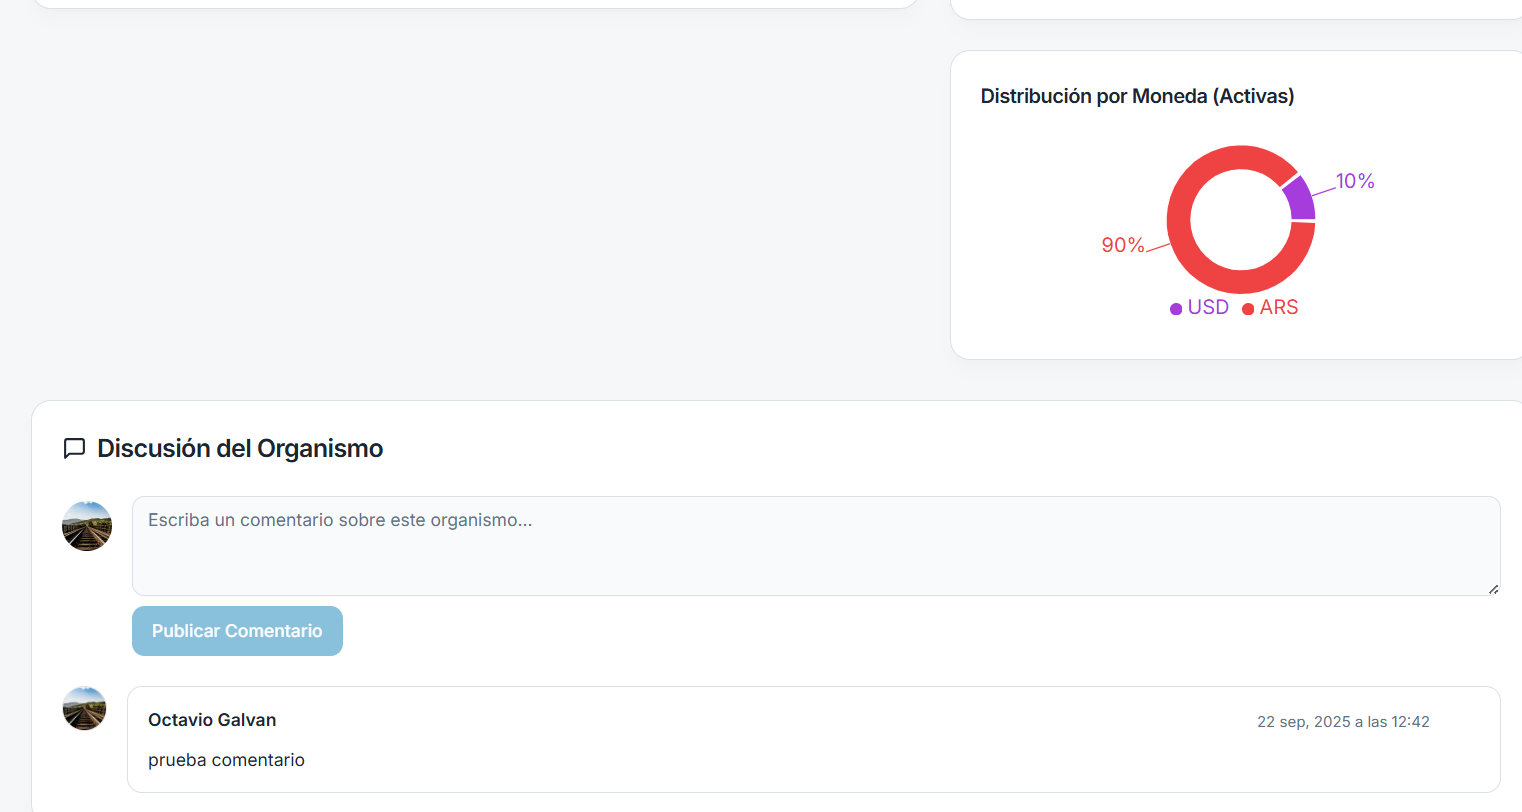 Distribución por Moneda (Activas)
10%
90%
USD ARS
Discusión del Organismo
Escriba un comentario sobre este organismo...
Publicar Comentario
Octavio Galvan
22 sep, 2025 a las 12:42
prueba comentario